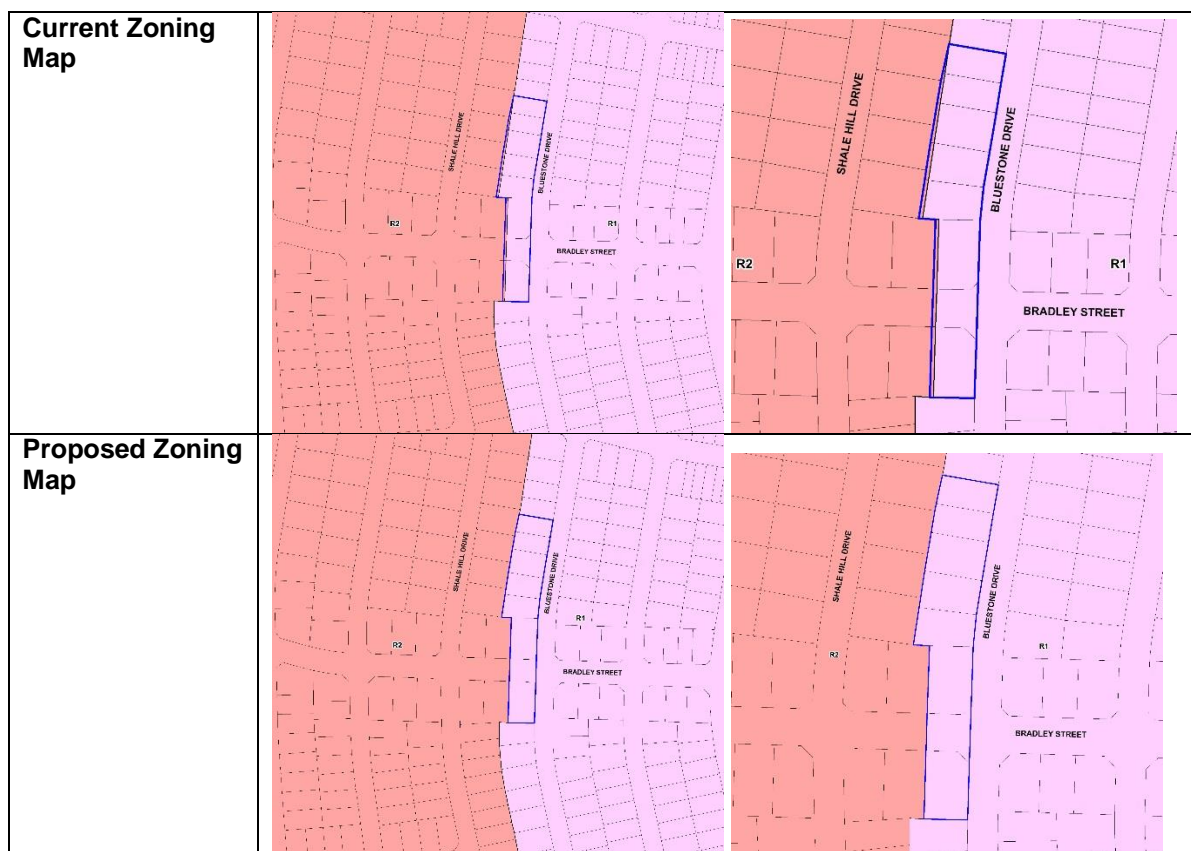 Current Zoning
Map
SHALE HILL DRIVE
BLUESTONE DRIVE
R2
R1
BRADLEY STREET
SHALE HILL DRIVE
BLUESTONE DRIVE
R2
R1
BRADLEY STREET
Proposed Zoning
Map
SHALE HILL DRIVE
BLUESTONE DRIVE
R1
R2
BRADLEY STREET
SHALE HILL DRIVE
BLUESTONE DRIVE
R2
R1
BRADLEY STREET